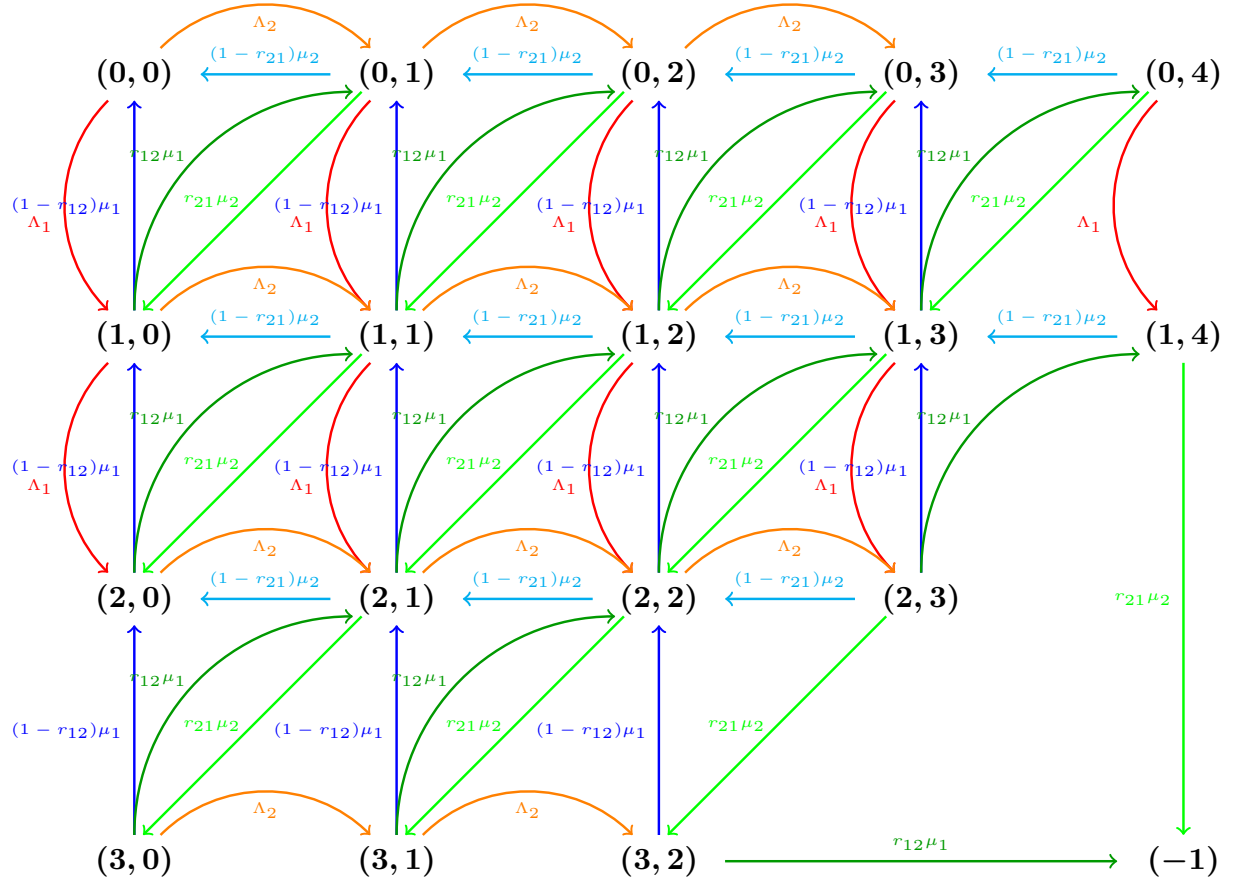 Λ₂ Λ₂ Λ₂
(1 − r₂₁)μ₂ (1 − r₂₁)μ₂ (1 − r₂₁)μ₂ (1 − r₂₁)μ₂
(0, 0) (0, 1) (0, 2) (0, 3) (0, 4)
r₁₂μ₁ r₁₂μ₁ r₁₂μ₁ r₁₂μ₁
(1 − r₁₂)μ₁ r₂₁μ₂ (1 − r₁₂)μ₁ r₂₁μ₂ (1 − r₁₂)μ₁ r₂₁μ₂ (1 − r₁₂)μ₁ r₂₁μ₂
Λ₁ Λ₁ Λ₁ Λ₁ Λ₁
Λ₂ Λ₂ Λ₂
(1 − r₂₁)μ₂ (1 − r₂₁)μ₂ (1 − r₂₁)μ₂ (1 − r₂₁)μ₂
(1, 0) (1, 1) (1, 2) (1, 3) (1, 4)
r₁₂μ₁ r₁₂μ₁ r₁₂μ₁ r₁₂μ₁
(1 − r₁₂)μ₁ r₂₁μ₂ (1 − r₁₂)μ₁ r₂₁μ₂ (1 − r₁₂)μ₁ r₂₁μ₂ (1 − r₁₂)μ₁
Λ₁ Λ₁ Λ₁ Λ₁
Λ₂ Λ₂ Λ₂
(1 − r₂₁)μ₂ (1 − r₂₁)μ₂ (1 − r₂₁)μ₂
(2, 0) (2, 1) (2, 2) (2, 3) r₂₁μ₂
r₁₂μ₁ r₁₂μ₁
(1 − r₁₂)μ₁ r₂₁μ₂ (1 − r₁₂)μ₁ r₂₁μ₂ (1 − r₁₂)μ₁ r₂₁μ₂
Λ₂ Λ₂
r₁₂μ₁
(3, 0) (3, 1) (3, 2) (−1)